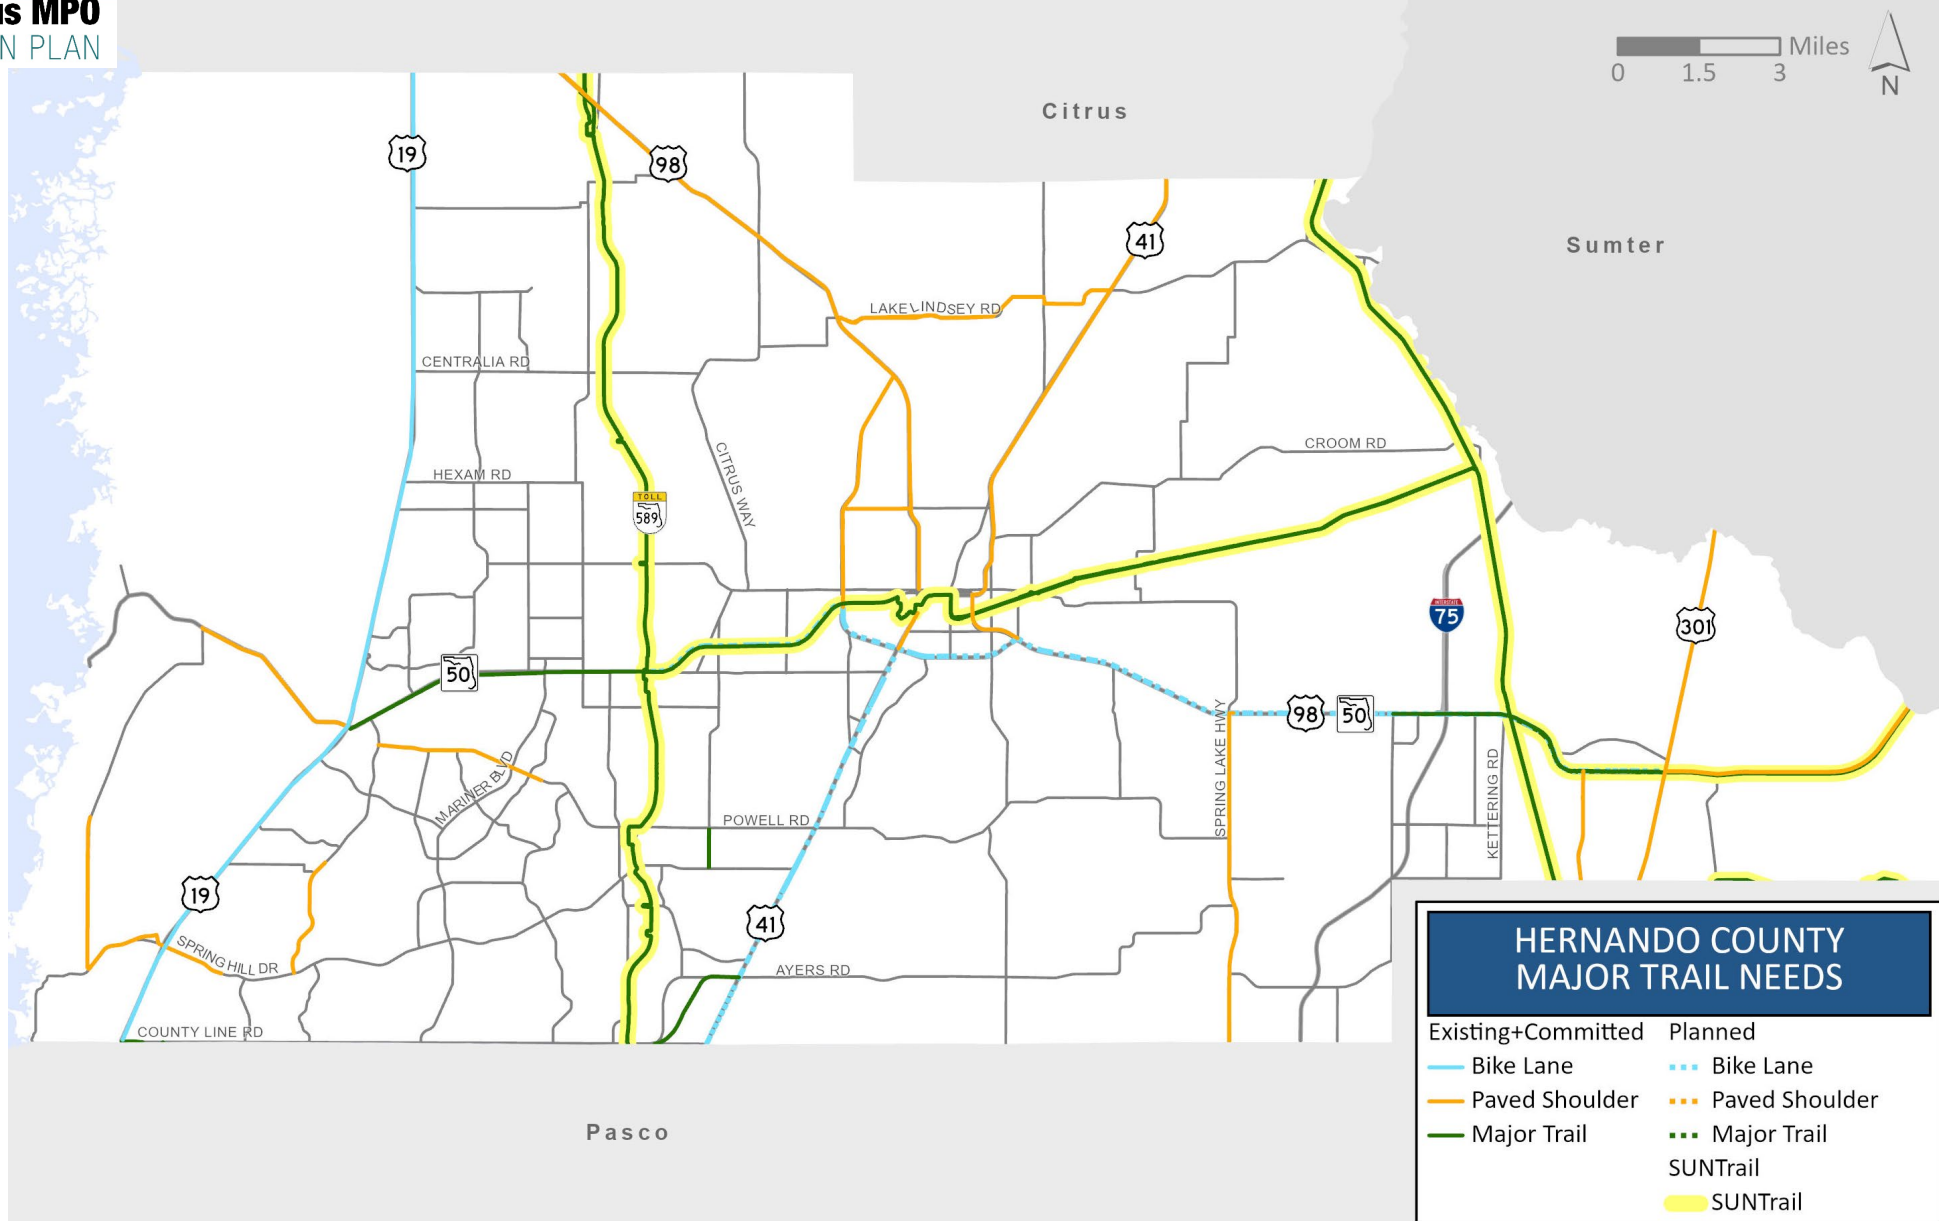 us MPO
N PLAN
Miles
0 1.5 3
N
Citrus
19
98
41
Sumter
LAKE LINDSEY RD
CENTRALIA RD
CROOM RD
HEXAM RD
CITRUS WAY
TOLL
589
INTERSTATE
75
301
50
SPRING LAKE HWY
98
50
KETTERING RD
MARINER BLVD
POWELL RD
19
41
SPRING HILL DR
AYERS RD
COUNTY LINE RD
Pasco
HERNANDO COUNTY
MAJOR TRAIL NEEDS
Existing+Committed Planned
Bike Lane Bike Lane
Paved Shoulder Paved Shoulder
Major Trail Major Trail
SUNTrail
SUNTrail